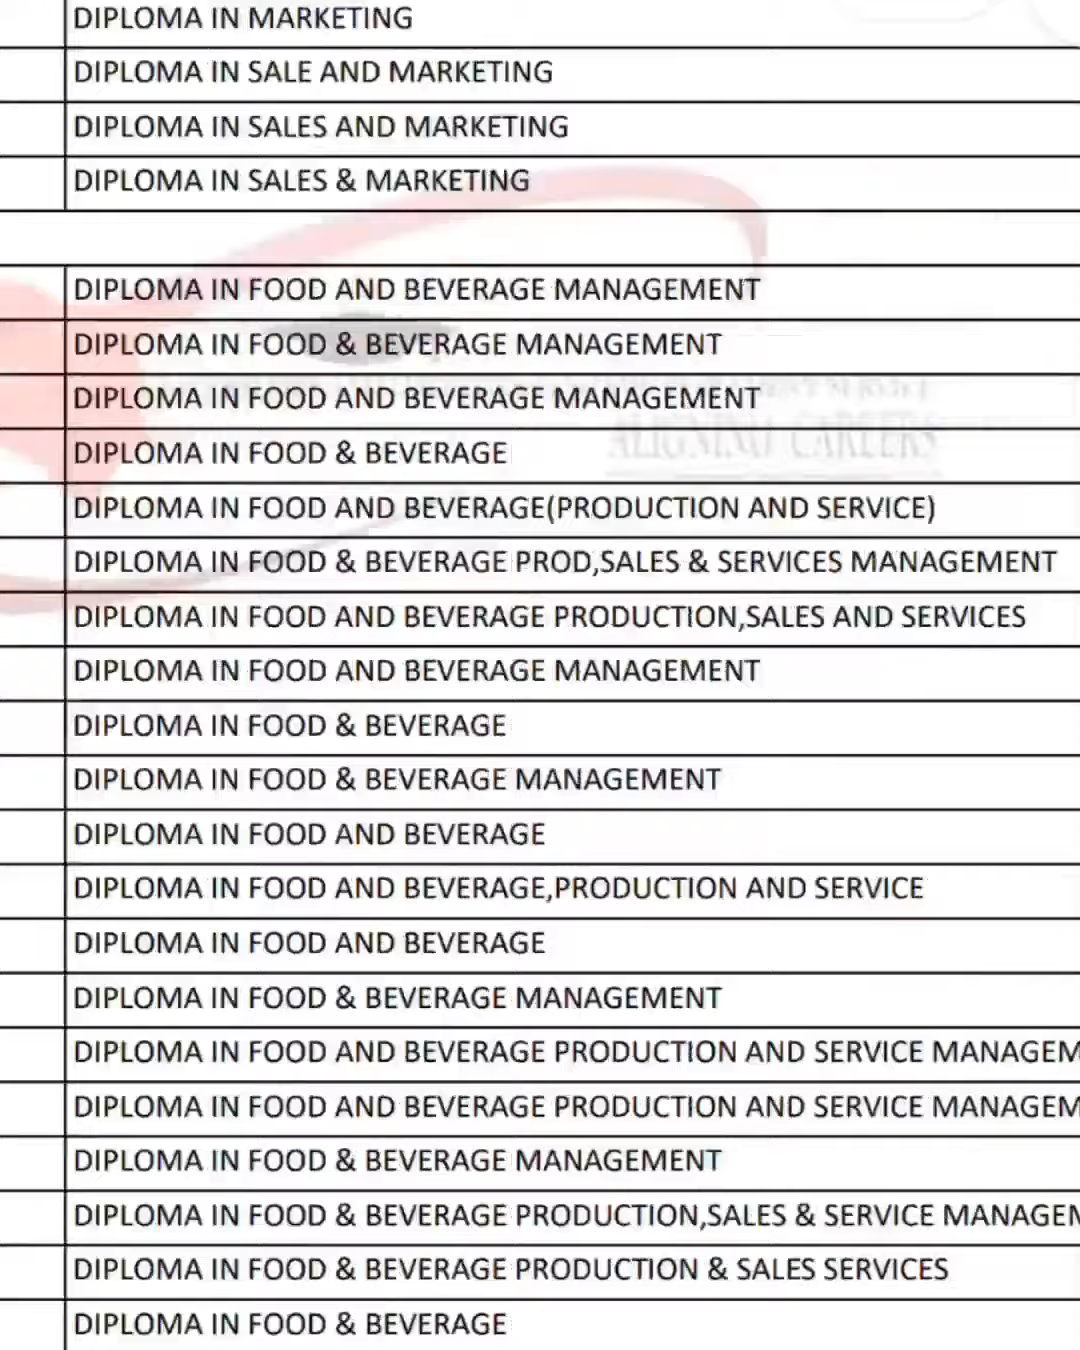 DIPLOMA IN MARKETING
DIPLOMA IN SALE AND MARKETING
DIPLOMA IN SALES AND MARKETING
DIPLOMA IN SALES & MARKETING
DIPLOMA IN FOOD AND BEVERAGE MANAGEMENT
DIPLOMA IN FOOD & BEVERAGE MANAGEMENT
DIPLOMA IN FOOD AND BEVERAGE MANAGEMENT
ALIGNING CAREERS
DIPLOMA IN FOOD & BEVERAGE
DIPLOMA IN FOOD AND BEVERAGE(PRODUCTION AND SERVICE)
DIPLOMA IN FOOD & BEVERAGE PROD,SALES & SERVICES MANAGEMENT
DIPLOMA IN FOOD AND BEVERAGE PRODUCTION,SALES AND SERVICES
DIPLOMA IN FOOD AND BEVERAGE MANAGEMENT
DIPLOMA IN FOOD & BEVERAGE
DIPLOMA IN FOOD & BEVERAGE MANAGEMENT
DIPLOMA IN FOOD AND BEVERAGE
DIPLOMA IN FOOD AND BEVERAGE,PRODUCTION AND SERVICE
DIPLOMA IN FOOD AND BEVERAGE
DIPLOMA IN FOOD & BEVERAGE MANAGEMENT
DIPLOMA IN FOOD AND BEVERAGE PRODUCTION AND SERVICE MANAGEM
DIPLOMA IN FOOD AND BEVERAGE PRODUCTION AND SERVICE MANAGEM
DIPLOMA IN FOOD & BEVERAGE MANAGEMENT
DIPLOMA IN FOOD & BEVERAGE PRODUCTION,SALES & SERVICE MANAGEM
DIPLOMA IN FOOD & BEVERAGE PRODUCTION & SALES SERVICES
DIPLOMA IN FOOD & BEVERAGE